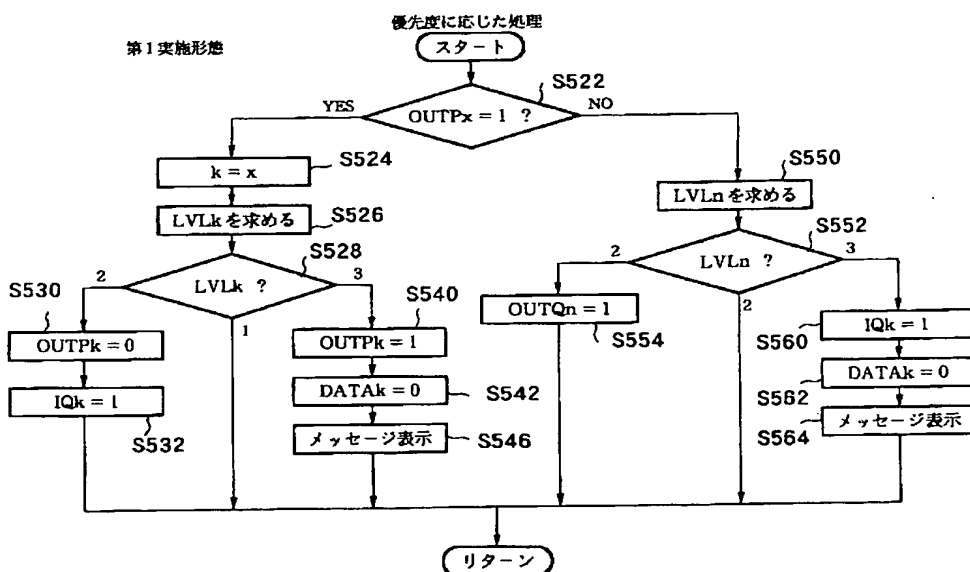 優先度に応じた処理
第1実施形態
スタート
S522
YES
OUTPx = 1 ?
NO
S524
k = x
S526
LVLkを求める
S528
2
LVLk ?
3
1
S530
OUTPk = 0
IQk = 1
S532
S540
OUTPk = 1
DATAk = 0
S542
メッセージ表示
S546
S550
LVLnを求める
S552
2
LVLn ?
3
2
OUTQn = 1
S554
IQk = 1
S560
DATAk = 0
S562
メッセージ表示
S564
リターン